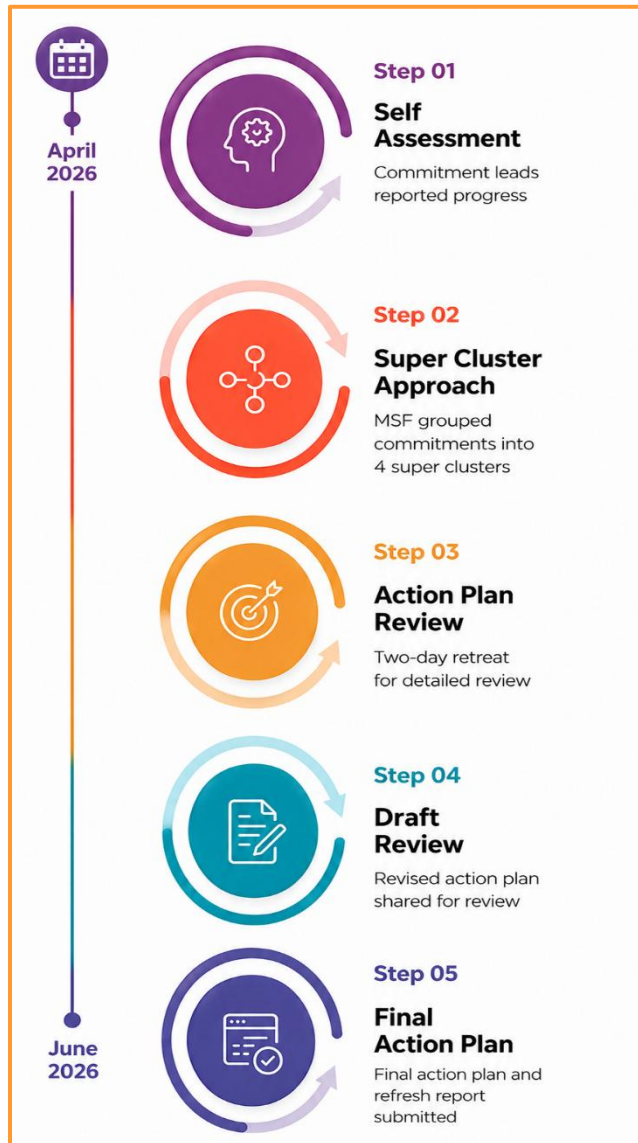 April
2026
Step 01
Self
Assessment
Commitment leads
reported progress
Step 02
Super Cluster
Approach
MSF grouped
commitments into
4 super clusters
Step 03
Action Plan
Review
Two-day retreat
for detailed review
Step 04
Draft
Review
Revised action plan
shared for review
June
2026
Step 05
Final
Action Plan
Final action plan and
refresh report
submitted